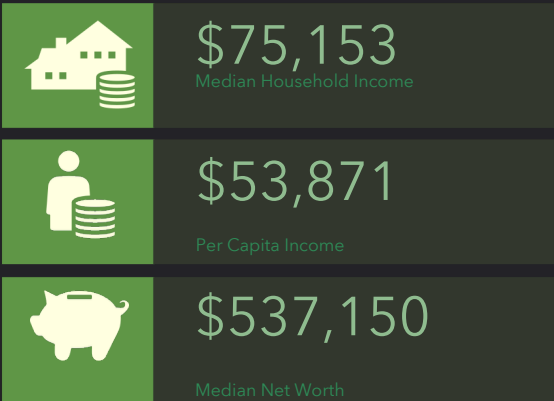 $75,153
Median Household Income
$53,871
Per Capita Income
$537,150
Median Net Worth